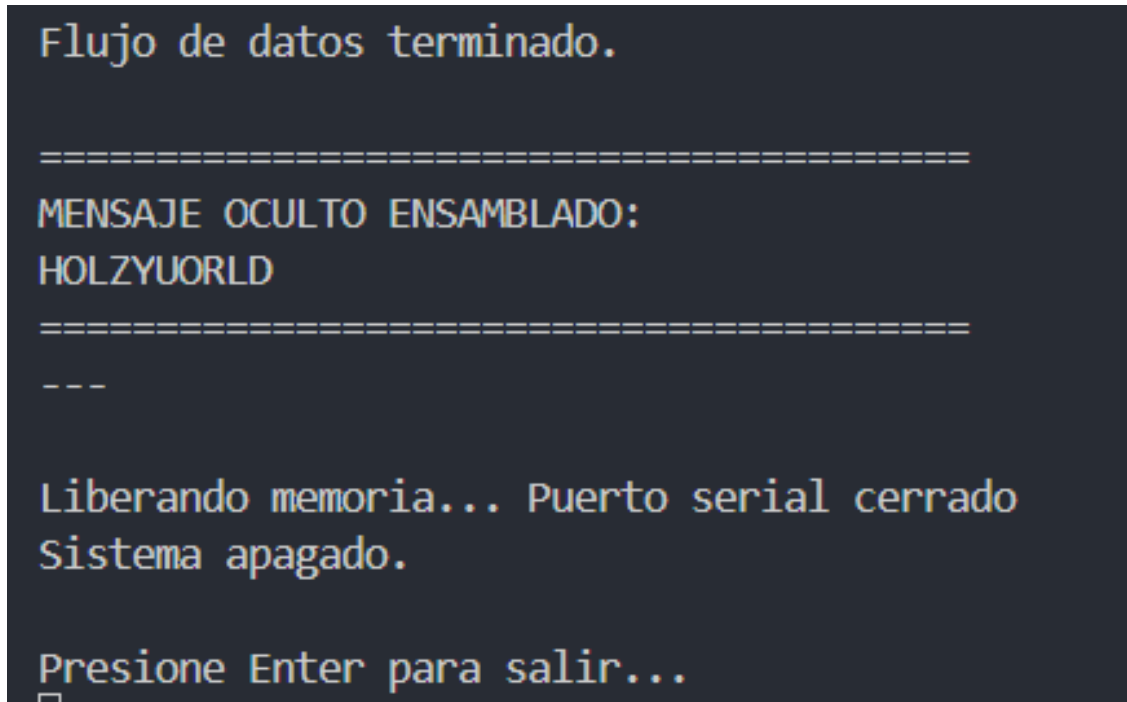 Flujo de datos terminado.
========================================
MENSAJE OCULTO ENSAMBLADO:
HOLZYUORLD
========================================
---
Liberando memoria... Puerto serial cerrado
Sistema apagado.
Presione Enter para salir...